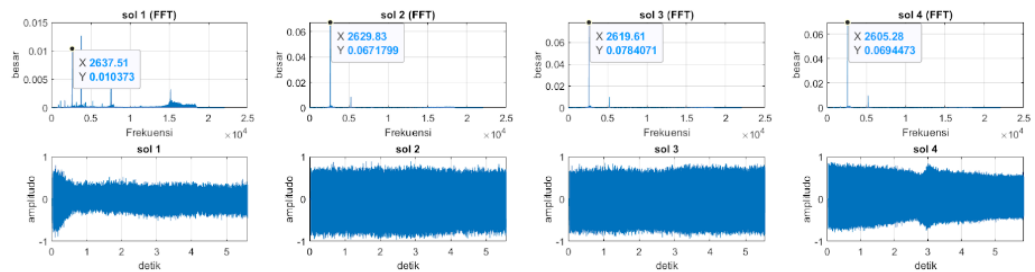 sol 1 (FFT)
0.015
0.01
0.005
0
besar
X 2637.51
Y 0.010373
0 0.5 1 1.5 2 2.5
Frekuensi
×10⁴
sol 2 (FFT)
0.06
0.04
0.02
0
besar
X 2629.83
Y 0.0671799
0 0.5 1 1.5 2 2.5
Frekuensi
×10⁴
sol 3 (FFT)
0.06
0.04
0.02
0
besar
X 2619.61
Y 0.0784071
0 0.5 1 1.5 2 2.5
Frekuensi
×10⁴
sol 4 (FFT)
0.06
0.04
0.02
0
besar
X 2605.28
Y 0.0694473
0 0.5 1 1.5 2 2.5
Frekuensi
×10⁴
sol 1
1
0
-1
amplitudo
0 1 2 3 4 5
detik
sol 2
1
0
-1
amplitudo
0 1 2 3 4 5
detik
sol 3
1
0
-1
amplitudo
0 1 2 3 4 5
detik
sol 4
1
0
-1
amplitudo
0 1 2 3 4 5
detik